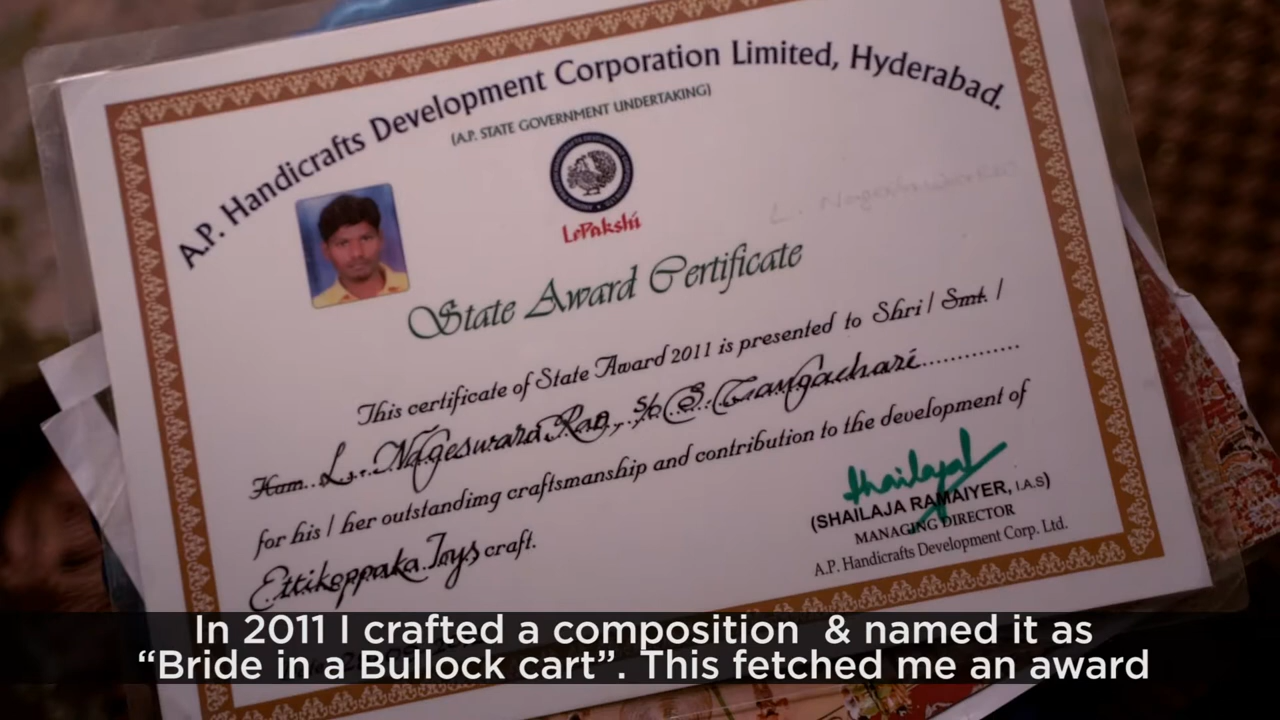 A.P. Handicrafts Development Corporation Limited, Hyderabad.
(A.P. STATE GOVERNMENT UNDERTAKING)
LePakshi
State Award Certificate
This certificate of State Award 2011 is presented to Shri / Smt. /
Kum. L. Nageswara Rao, S/o. S.
for his / her outstanding craftsmanship and contribution to the development of
Ettikoppaka Toys craft.
(SHAILAJA RAMAIYER, I.A.S)
MANAGING DIRECTOR
A.P. Handicrafts Development Corp. Ltd.
In 2011 I crafted a composition & named it as
“Bride in a Bullock cart”. This fetched me an award